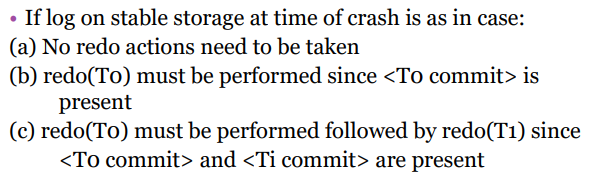 • If log on stable storage at time of crash is as in case:
(a) No redo actions need to be taken
(b) redo(T0) must be performed since <T0 commit> is
present
(c) redo(T0) must be performed followed by redo(T1) since
<T0 commit> and <Ti commit> are present